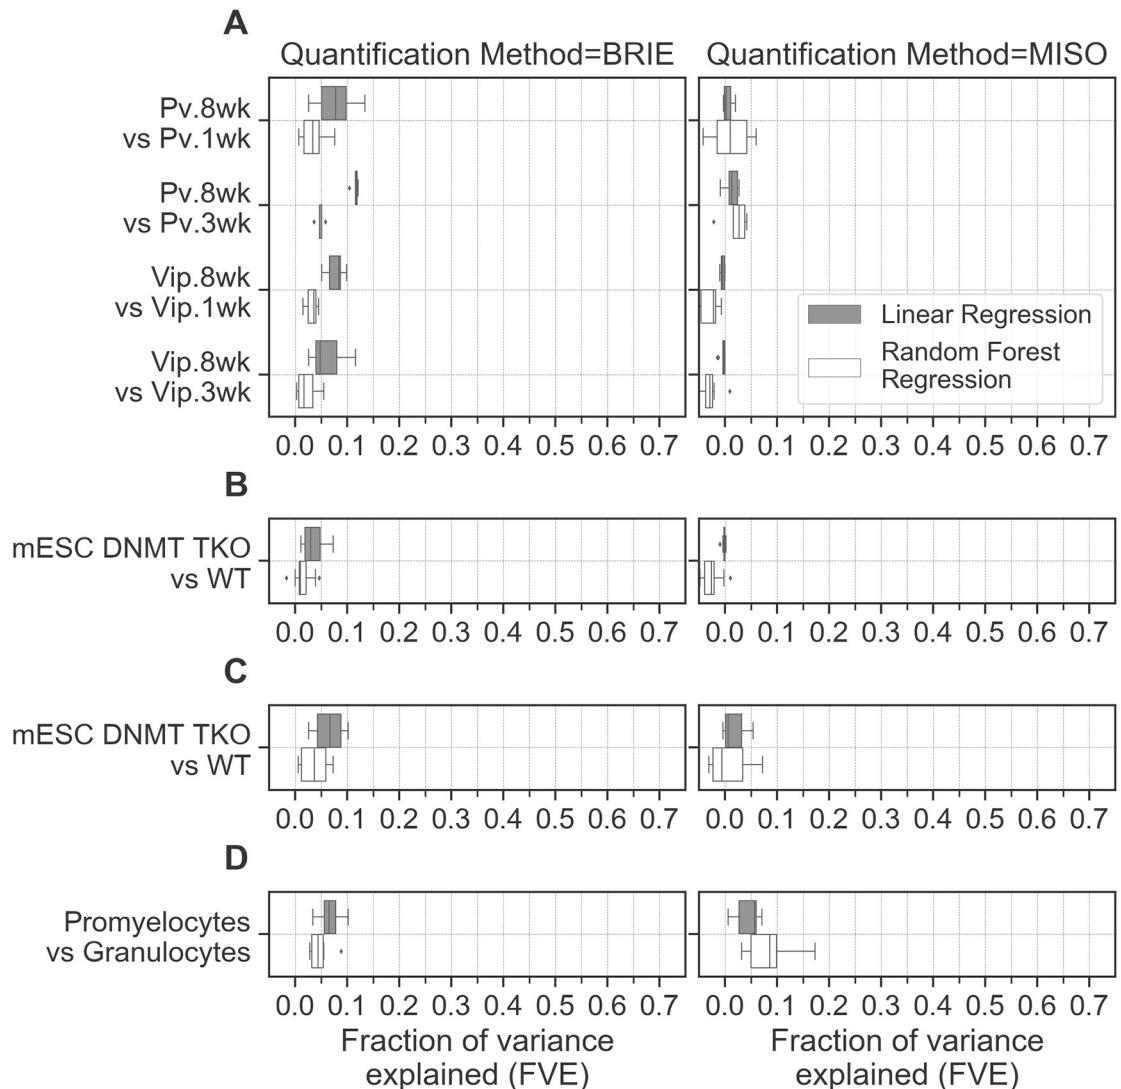 A
Quantification Method=BRIE
Quantification Method=MISO
Pv.8wk
vs Pv.1wk
Pv.8wk
vs Pv.3wk
Vip.8wk
vs Vip.1wk
Vip.8wk
vs Vip.3wk
Linear Regression
Random Forest
Regression
0.0 0.1 0.2 0.3 0.4 0.5 0.6 0.7
0.0 0.1 0.2 0.3 0.4 0.5 0.6 0.7
B
mESC DNMT TKO
vs WT
0.0 0.1 0.2 0.3 0.4 0.5 0.6 0.7
0.0 0.1 0.2 0.3 0.4 0.5 0.6 0.7
C
mESC DNMT TKO
vs WT
0.0 0.1 0.2 0.3 0.4 0.5 0.6 0.7
0.0 0.1 0.2 0.3 0.4 0.5 0.6 0.7
D
Promyelocytes
vs Granulocytes
0.0 0.1 0.2 0.3 0.4 0.5 0.6 0.7
0.0 0.1 0.2 0.3 0.4 0.5 0.6 0.7
Fraction of variance
explained (FVE)
Fraction of variance
explained (FVE)